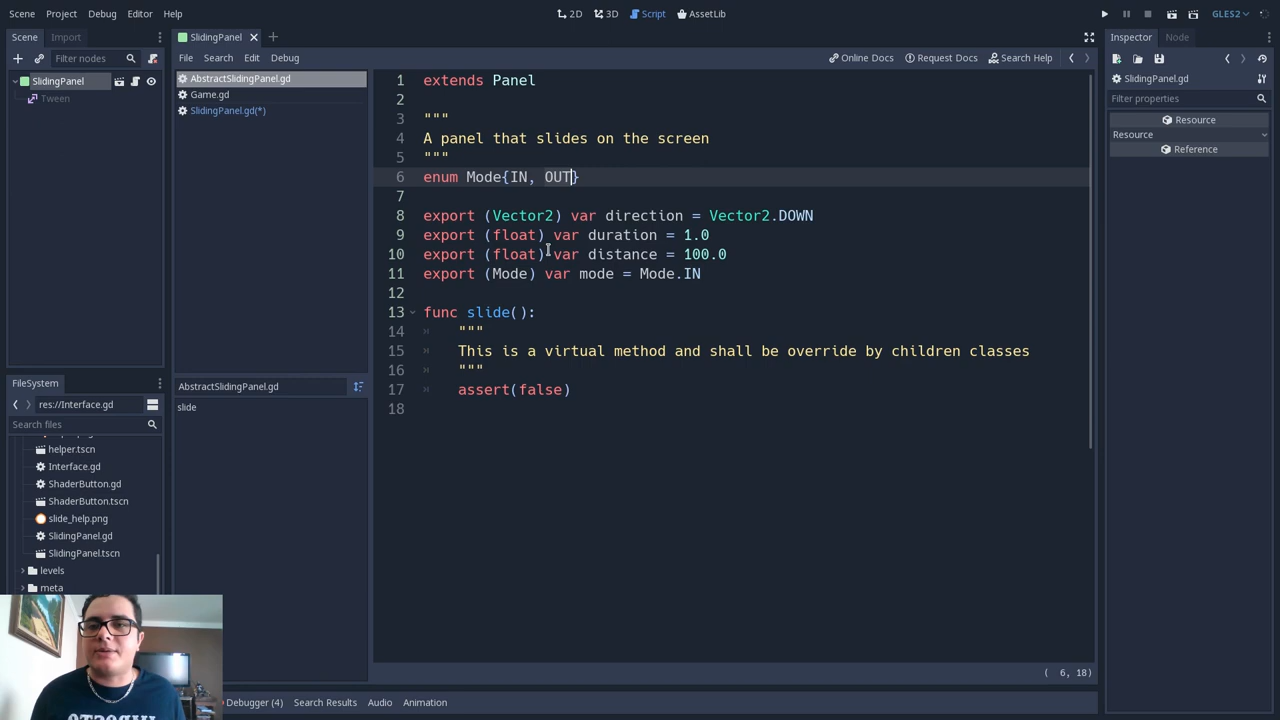 Scene Project Debug Editor Help
2D 3D Script AssetLib
GLES2
Scene Import
Filter nodes
SlidingPanel
Tween
SlidingPanel
File Search Edit Debug
Online Docs Request Docs Search Help
AbstractSlidingPanel.gd
Game.gd
SlidingPanel.gd(*)
AbstractSlidingPanel.gd
slide
1 extends Panel
2
3 """
4 A panel that slides on the screen
5 """
6 enum Mode{IN, OUT}
7
8 export (Vector2) var direction = Vector2.DOWN
9 export (float) var duration = 1.0
10 export (float) var distance = 100.0
11 export (Mode) var mode = Mode.IN
12
13 func slide():
14 """
15 This is a virtual method and shall be override by children classes
16 """
17 assert(false)
18
( 6, 18)
Inspector Node
SlidingPanel.gd
Filter properties
Resource
Resource
Reference
FileSystem
res://Interface.gd
Search files
helper.tscn
Interface.gd
ShaderButton.gd
ShaderButton.tscn
slide_help.png
SlidingPanel.gd
SlidingPanel.tscn
levels
meta
Debugger (4) Search Results Audio Animation